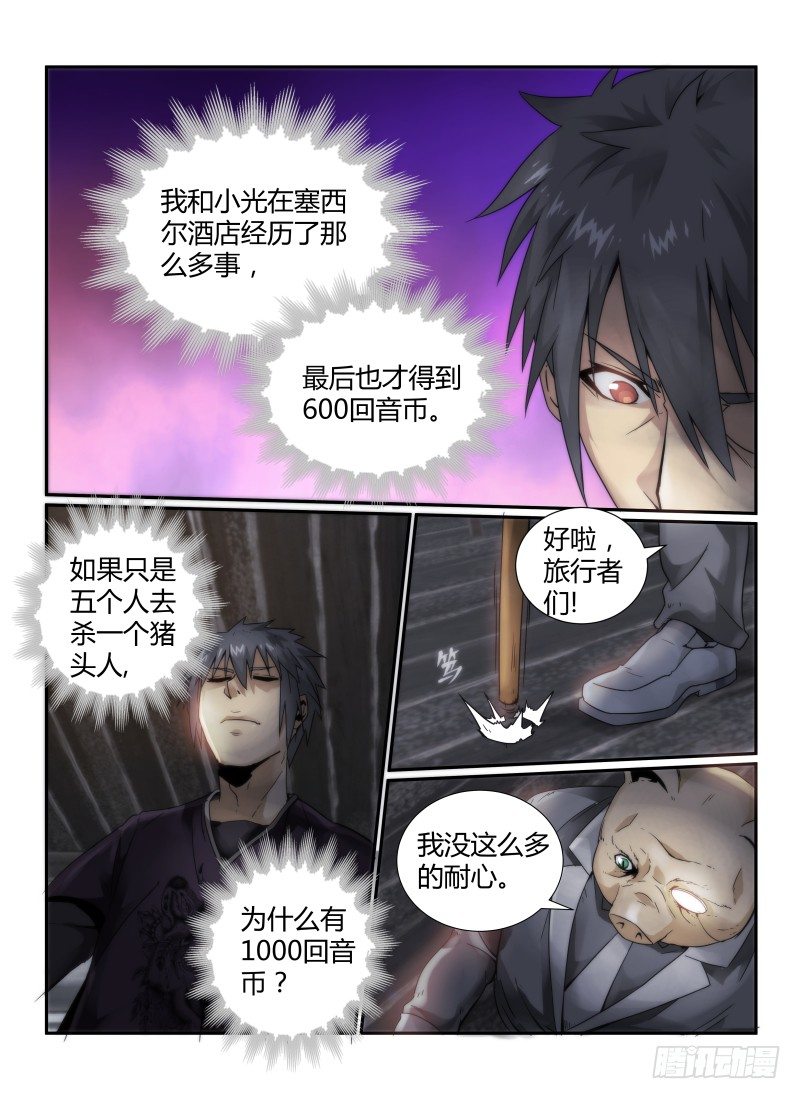 我和小光在塞西
尔酒店经历了那
么多事，
最后也才得到
600回音币。
如果只是
五个人去
杀一个猪
头人,
为什么有
1000回音
币？
好啦，
旅行者
们!
笃
我没这么多
的耐心。
腾讯动漫